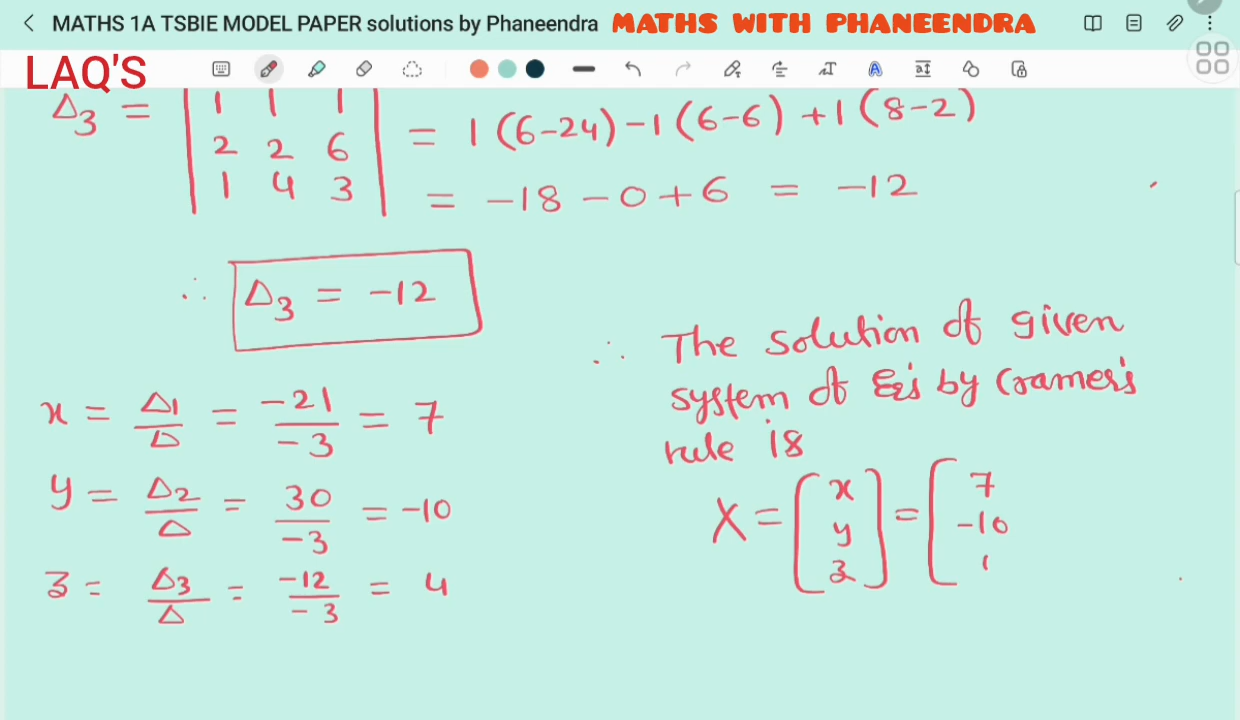 MATHS 1A TSBIE MODEL PAPER solutions by Phaneendra MATHS WITH PHANEENDRA
LAQ'S
Δ3 = | 1 1 1 | = 1(6-24)-1(6-6)+1(8-2)
| 2 2 6 |
| 1 4 3 | = -18-0+6 = -12
∴ Δ3 = -12
x = Δ1/Δ = -21/-3 = 7
y = Δ2/Δ = 30/-3 = -10
z = Δ3/Δ = -12/-3 = 4
∴ The solution of given
system of Eq's by Cramer's
rule is
X = [x y z] = [7 -10